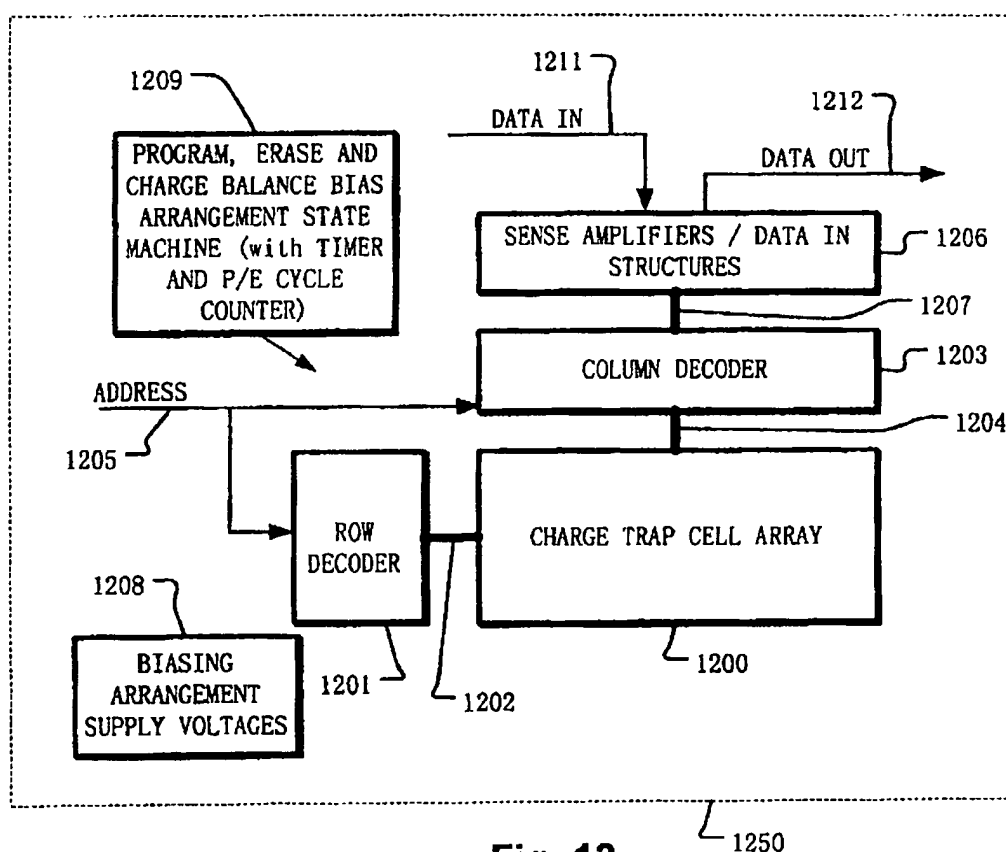 1209
PROGRAM, ERASE AND
CHARGE BALANCE BIAS
ARRANGEMENT STATE
MACHINE (with TIMER
AND P/E CYCLE
COUNTER)
1211
DATA IN
1212
DATA OUT
SENSE AMPLIFIERS / DATA IN
STRUCTURES
1206
1207
COLUMN DECODER
1203
ADDRESS
1205
1204
ROW
DECODER
1201
1202
CHARGE TRAP CELL ARRAY
1200
1208
BIASING
ARRANGEMENT
SUPPLY VOLTAGES
1250